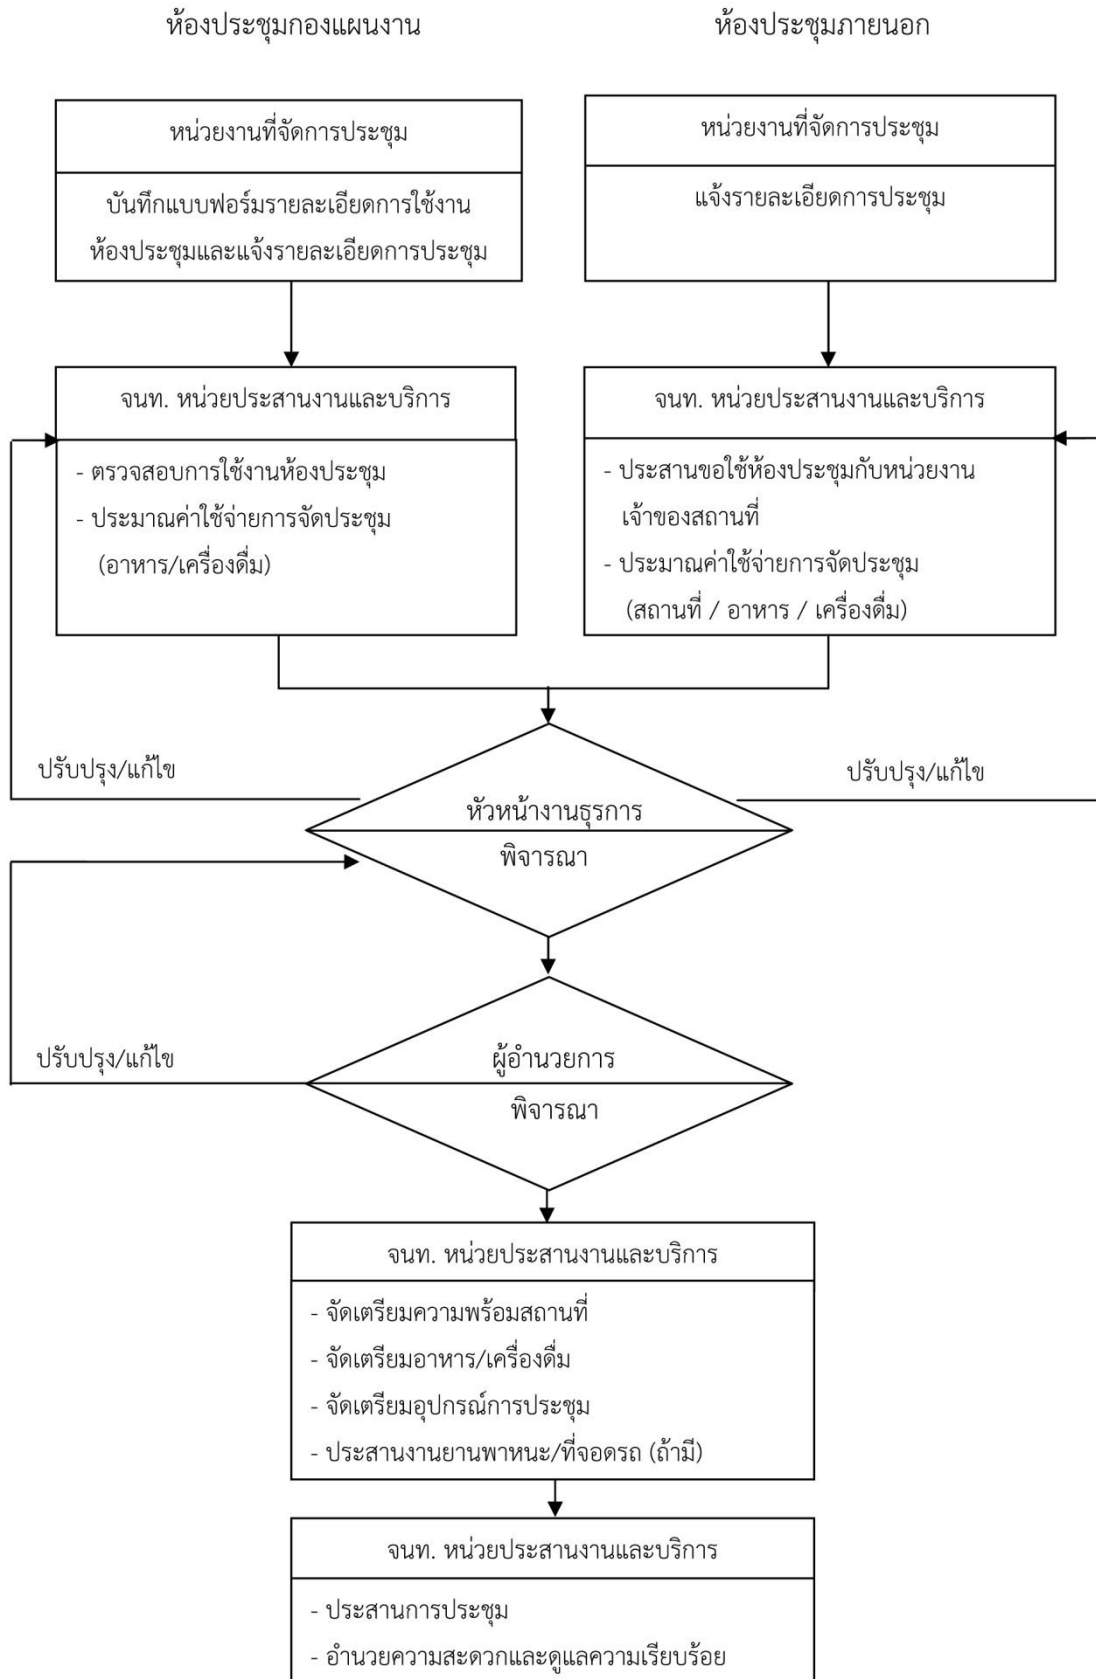 ห้องประชุมกองแผนงาน
ห้องประชุมภายนอก
หน่วยงานที่จัดการประชุม
บันทึกแบบฟอร์มรายละเอียดการใช้งาน
ห้องประชุมและแจ้งรายละเอียดการประชุม
หน่วยงานที่จัดการประชุม
แจ้งรายละเอียดการประชุม
จนท. หน่วยประสานงานและบริการ
- ตรวจสอบการใช้งานห้องประชุม
- ประมาณค่าใช้จ่ายการจัดประชุม
(อาหาร/เครื่องดื่ม)
จนท. หน่วยประสานงานและบริการ
- ประสานขอใช้ห้องประชุมกับหน่วยงาน
เจ้าของสถานที่
- ประมาณค่าใช้จ่ายการจัดประชุม
(สถานที่ / อาหาร / เครื่องดื่ม)
ปรับปรุง/แก้ไข
ปรับปรุง/แก้ไข
หัวหน้างานธุรการ
พิจารณา
ปรับปรุง/แก้ไข
ผู้อำนวยการ
พิจารณา
จนท. หน่วยประสานงานและบริการ
- จัดเตรียมความพร้อมสถานที่
- จัดเตรียมอาหาร/เครื่องดื่ม
- จัดเตรียมอุปกรณ์การประชุม
- ประสานงานยานพาหนะ/ที่จอดรถ (ถ้ามี)
จนท. หน่วยประสานงานและบริการ
- ประสานการประชุม
- อำนวยความสะดวกและดูแลความเรียบร้อย